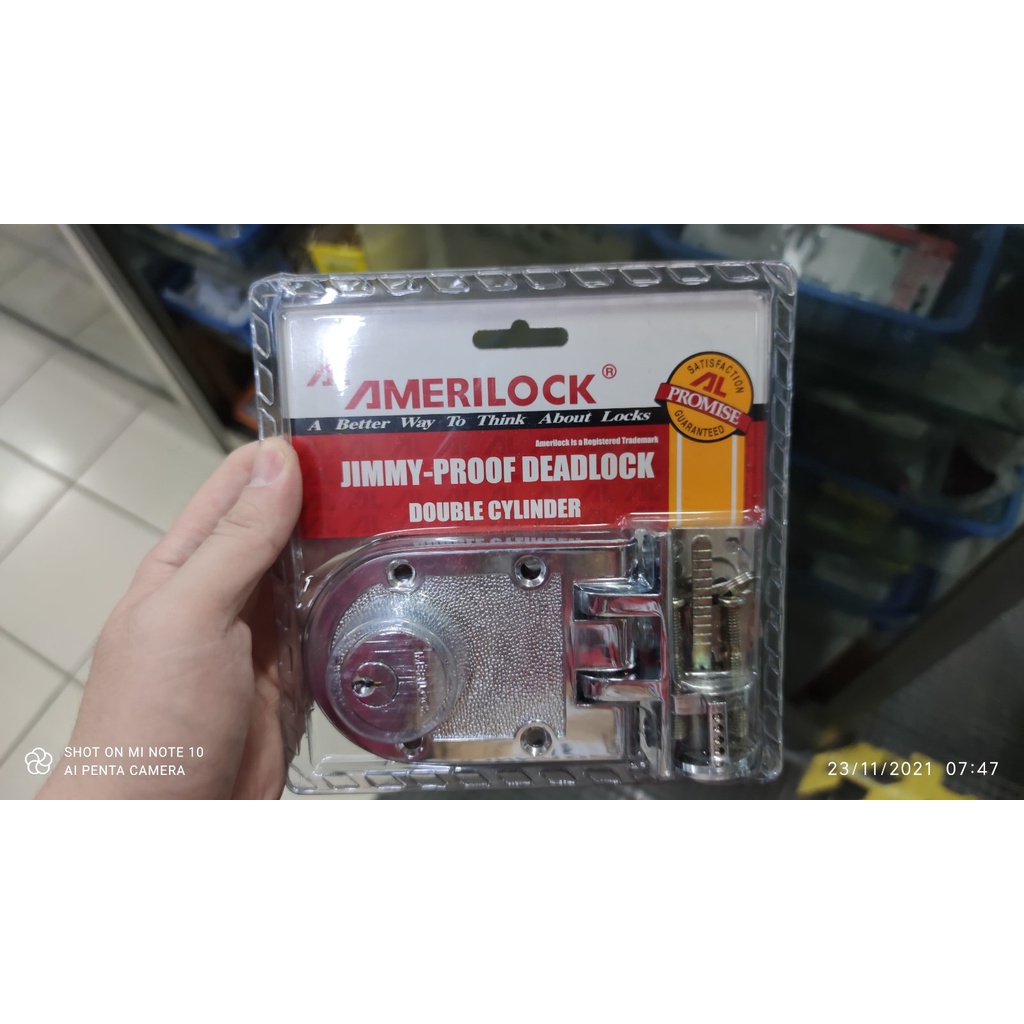 AL AMERILOCK®
A Better Way To Think About Locks
Amerilock is a Registered Trademark
JIMMY-PROOF DEADLOCK
DOUBLE CYLINDER
SATISFACTION
AL
PROMISE
GUARANTEED
SHOT ON MI NOTE 10
AI PENTA CAMERA
23/11/2021 07:47